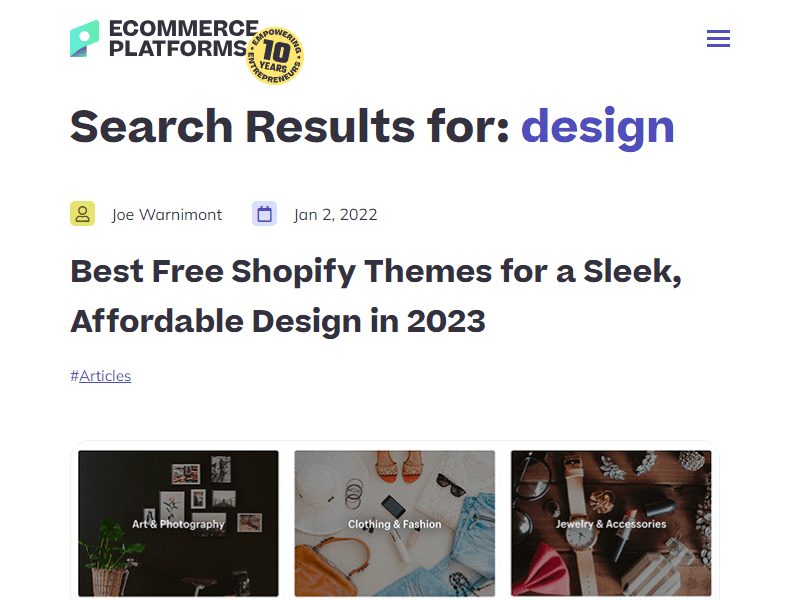 ECOMMERCE
PLATFORMS
EMPOWERING
10
YEARS
ENTREPRENEURS
Search Results for: design
Joe Warnimont Jan 2, 2022
Best Free Shopify Themes for a Sleek,
Affordable Design in 2023
#Articles
Art & Photography Clothing & Fashion Jewelry & Accessories